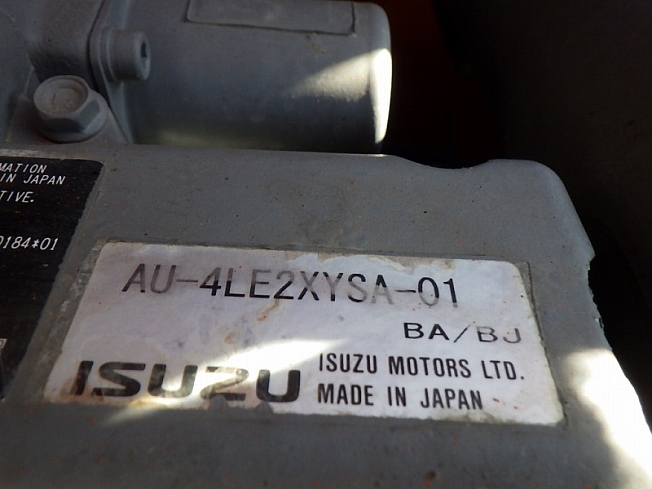 MATION
IN JAPAN
TIVE.
0184*01
AU-4LE2XYSA-01
BA/BJ
ISUZU
ISUZU MOTORS LTD.
MADE IN JAPAN